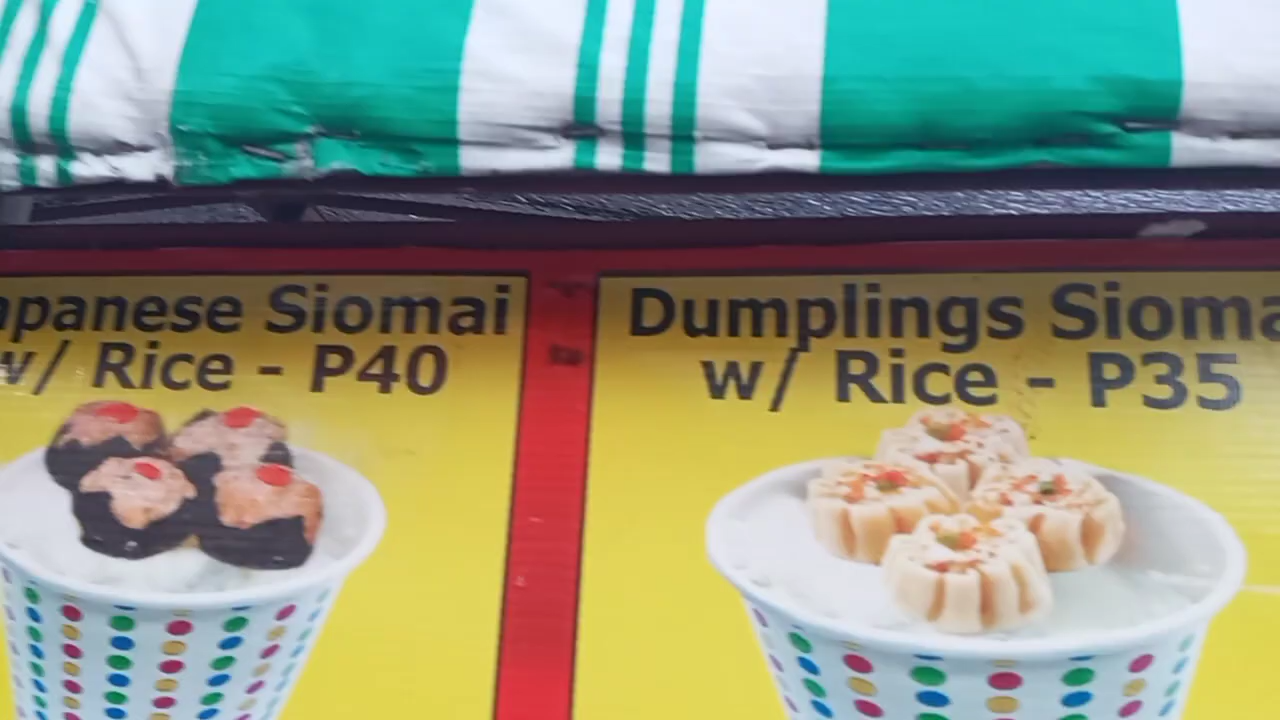 apanese Siomai
w/ Rice - P40
Dumplings Sioma
w/ Rice - P35